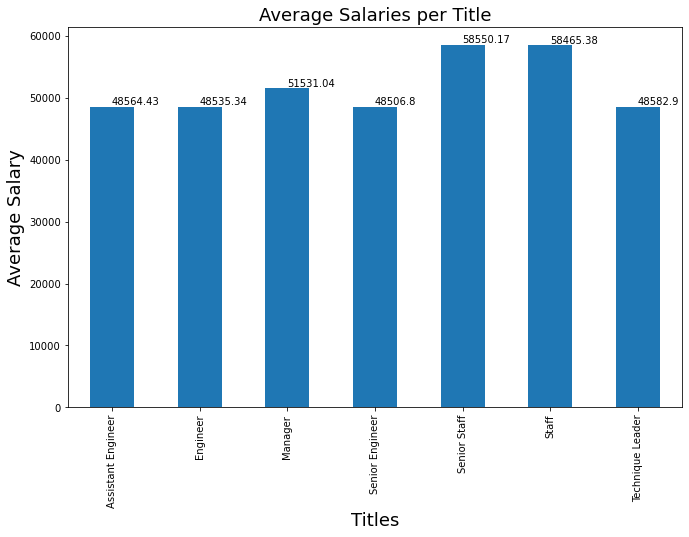 Average Salaries per Title
Average Salary
60000
50000
40000
30000
20000
10000
0
48564.43
48535.34
51531.04
48506.8
58550.17
58465.38
48582.9
Assistant Engineer
Engineer
Manager
Senior Engineer
Senior Staff
Staff
Technique Leader
Titles